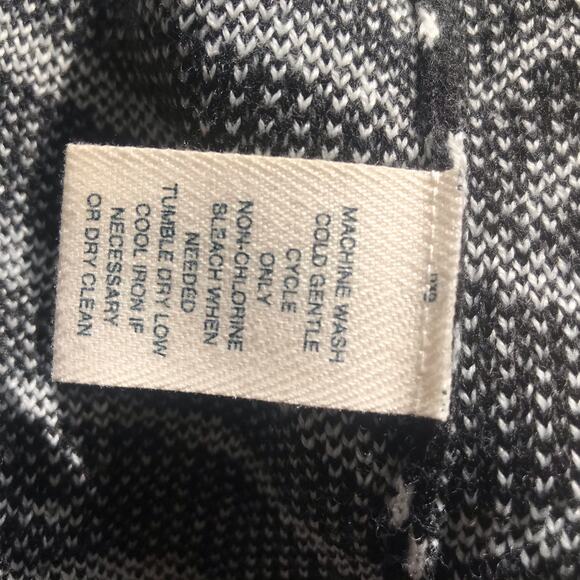 MACHINE WASH
COLD GENTLE
CYCLE
ONLY
NON-CHLORINE
BLEACH WHEN
NEEDED
TUMBLE DRY LOW
COOL IRON IF
NECESSARY
OR DRY CLEAN